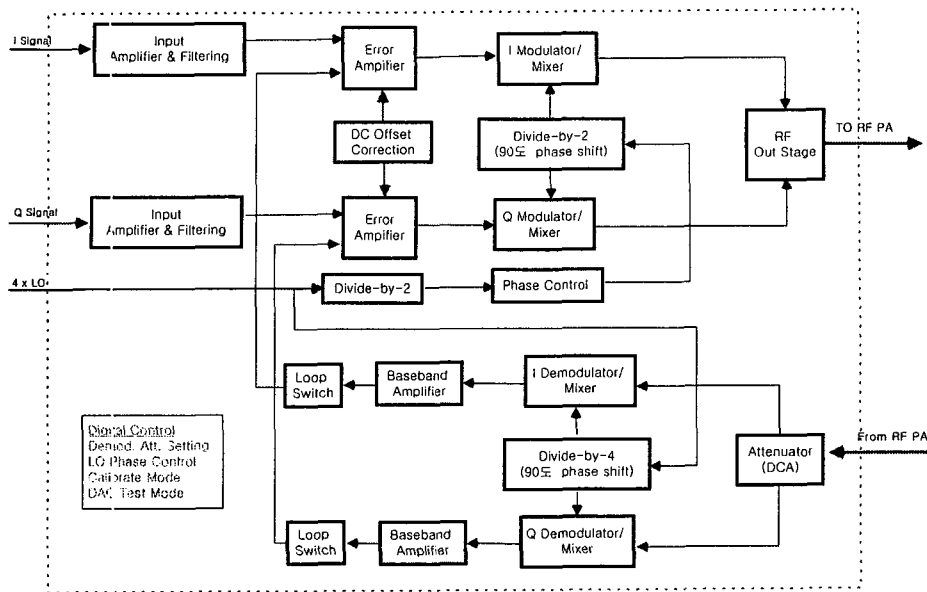 I Signal
Input
Amplifier & Filtering
Error
Ampifier
I Modulator/
Mixer
DC Offset
Correction
Divide-by-2
(90도 phase shift)
RF
Out Stage
TO RF PA
Q Signal
Input
Amplifier & Filtering
Error
Ampifier
Q Modulator/
Mixer
4 x LO
Divide-by-2
Phase Control
Loop
Switch
Baseband
Amplifier
I Demodulator/
Mixer
Digital Control
Demod. Att. Setting
LO Phase Control
Calibrate Mode
DAC Test Mode
Divide-by-4
(90도 phase shift)
Attenuator
(DCA)
From RF PA
Loop
Switch
Baseband
Amplifier
Q Demodulator/
Mixer